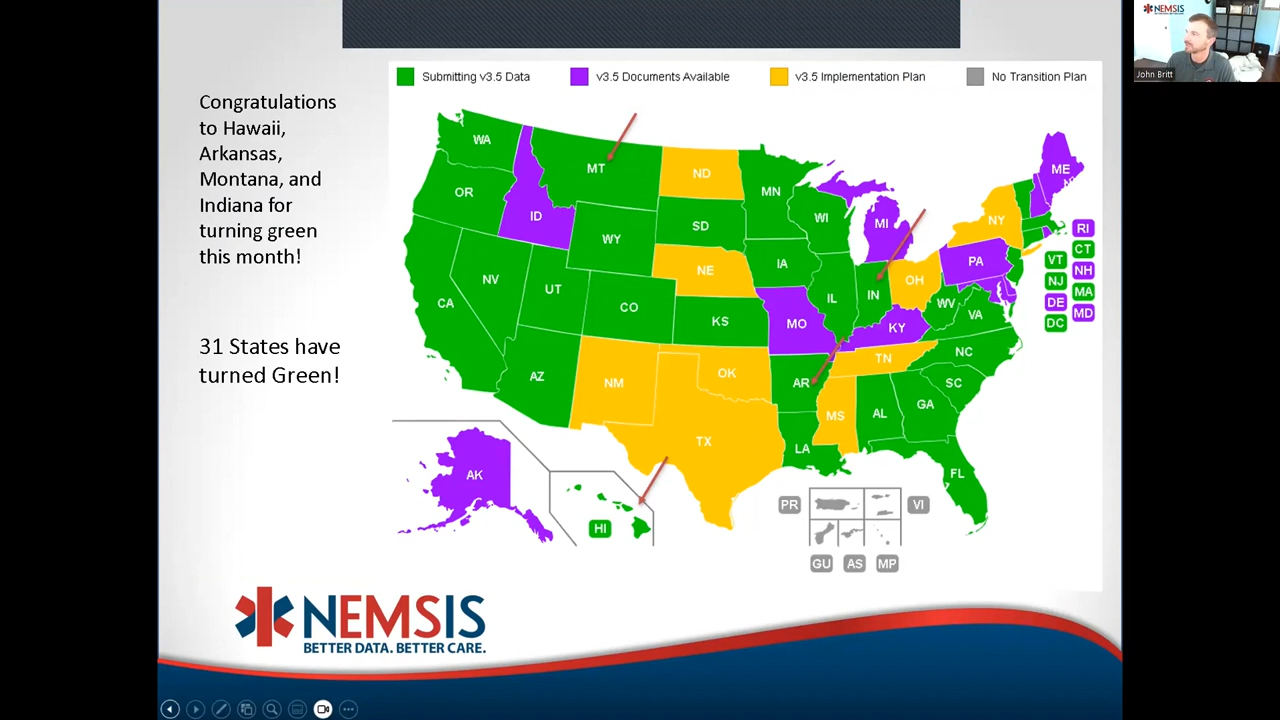 NEMSIS
John Britt
Submitting v3.5 Data
v3.5 Documents Available
v3.5 Implementation Plan
No Transition Plan
Congratulations
to Hawaii,
Arkansas,
Montana, and
Indiana for
turning green
this month!
31 States have
turned Green!
WA
MT
ND
MN
ME
OR
ID
WY
SD
WI
MI
NY
NV
UT
CO
NE
IA
IL
IN
OH
PA
CA
AZ
NM
KS
MO
KY
WV
VA
OK
AR
TN
NC
SC
TX
LA
MS
AL
GA
FL
AK
HI
RI
VT
CT
NJ
NH
DE
MA
DC
MD
PR
VI
GU
AS
MP
NEMSIS
BETTER DATA. BETTER CARE.